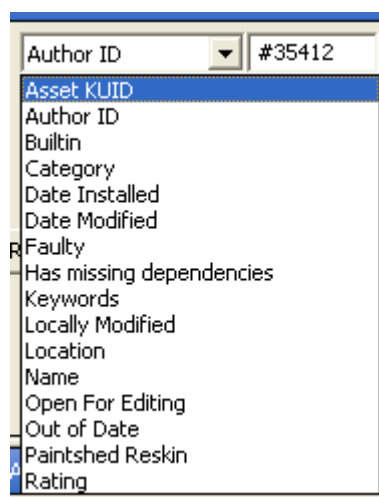 Author ID #35412
Asset KUID
Author ID
Builtin
Category
Date Installed
Date Modified
Faulty
Has missing dependencies
Keywords
Locally Modified
Location
Name
Open For Editing
Out of Date
Paintshed Reskin
Rating